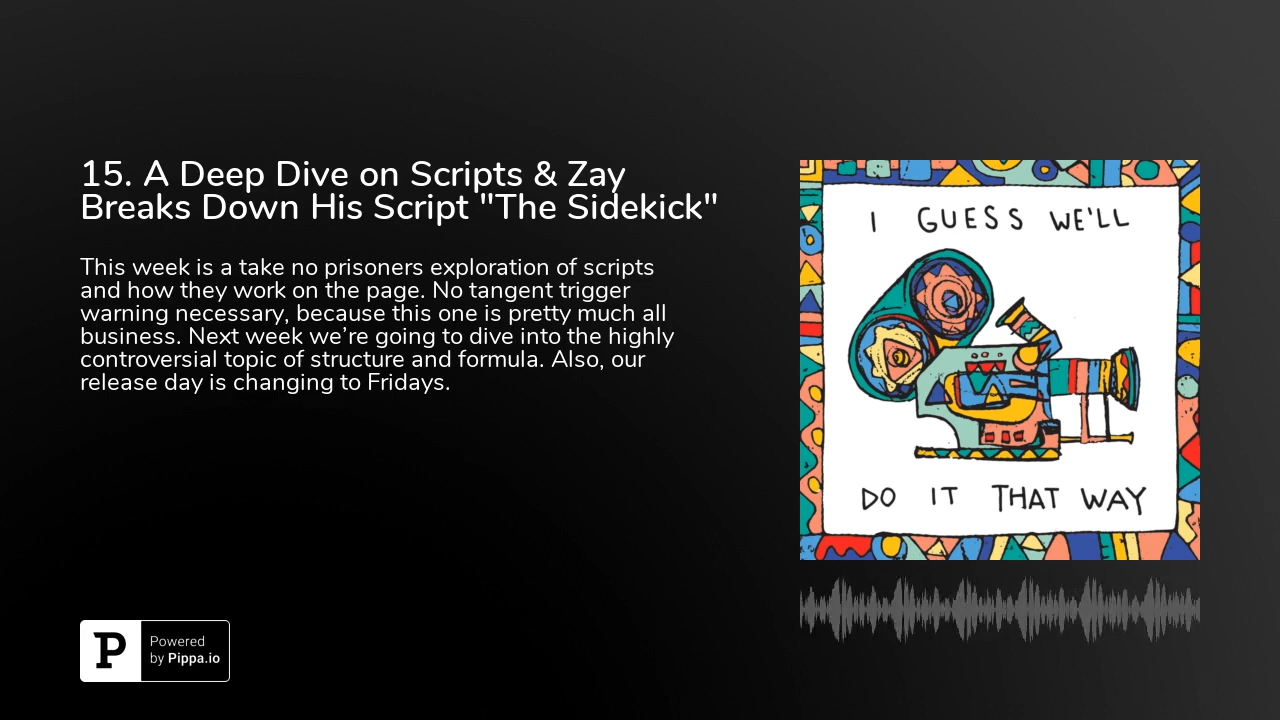 15. A Deep Dive on Scripts & Zay
Breaks Down His Script "The Sidekick"
This week is a take no prisoners exploration of scripts
and how they work on the page. No tangent trigger
warning necessary, because this one is pretty much all
business. Next week we’re going to dive into the highly
controversial topic of structure and formula. Also, our
release day is changing to Fridays.
I GUESS WE'LL
DO IT THAT WAY
P
Powered
by Pippa.io